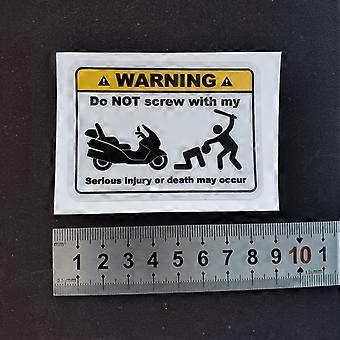 WARNING
Do NOT screw with my
Serious injury or death may occur
1 2 3 4 5 6 7 8 9 10 1